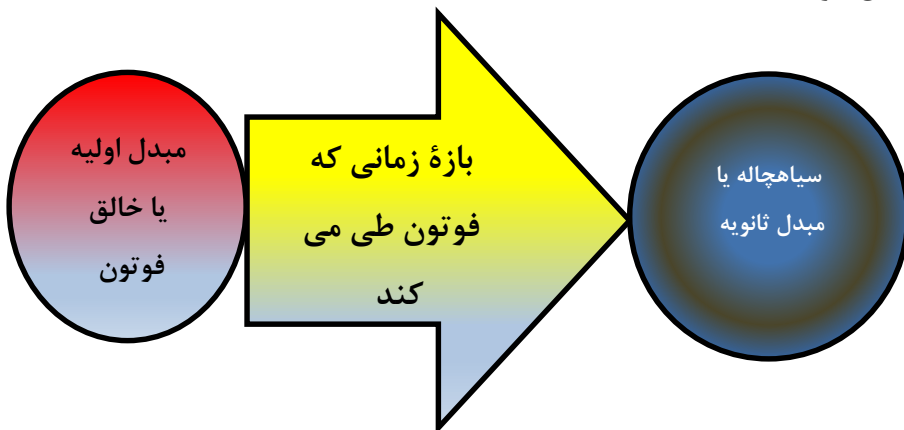 مبدل اولیه
یا خالق
فوتون
بازهٔ زمانی که
فوتون طی می
کند
سیاهچاله یا
مبدل ثانویه